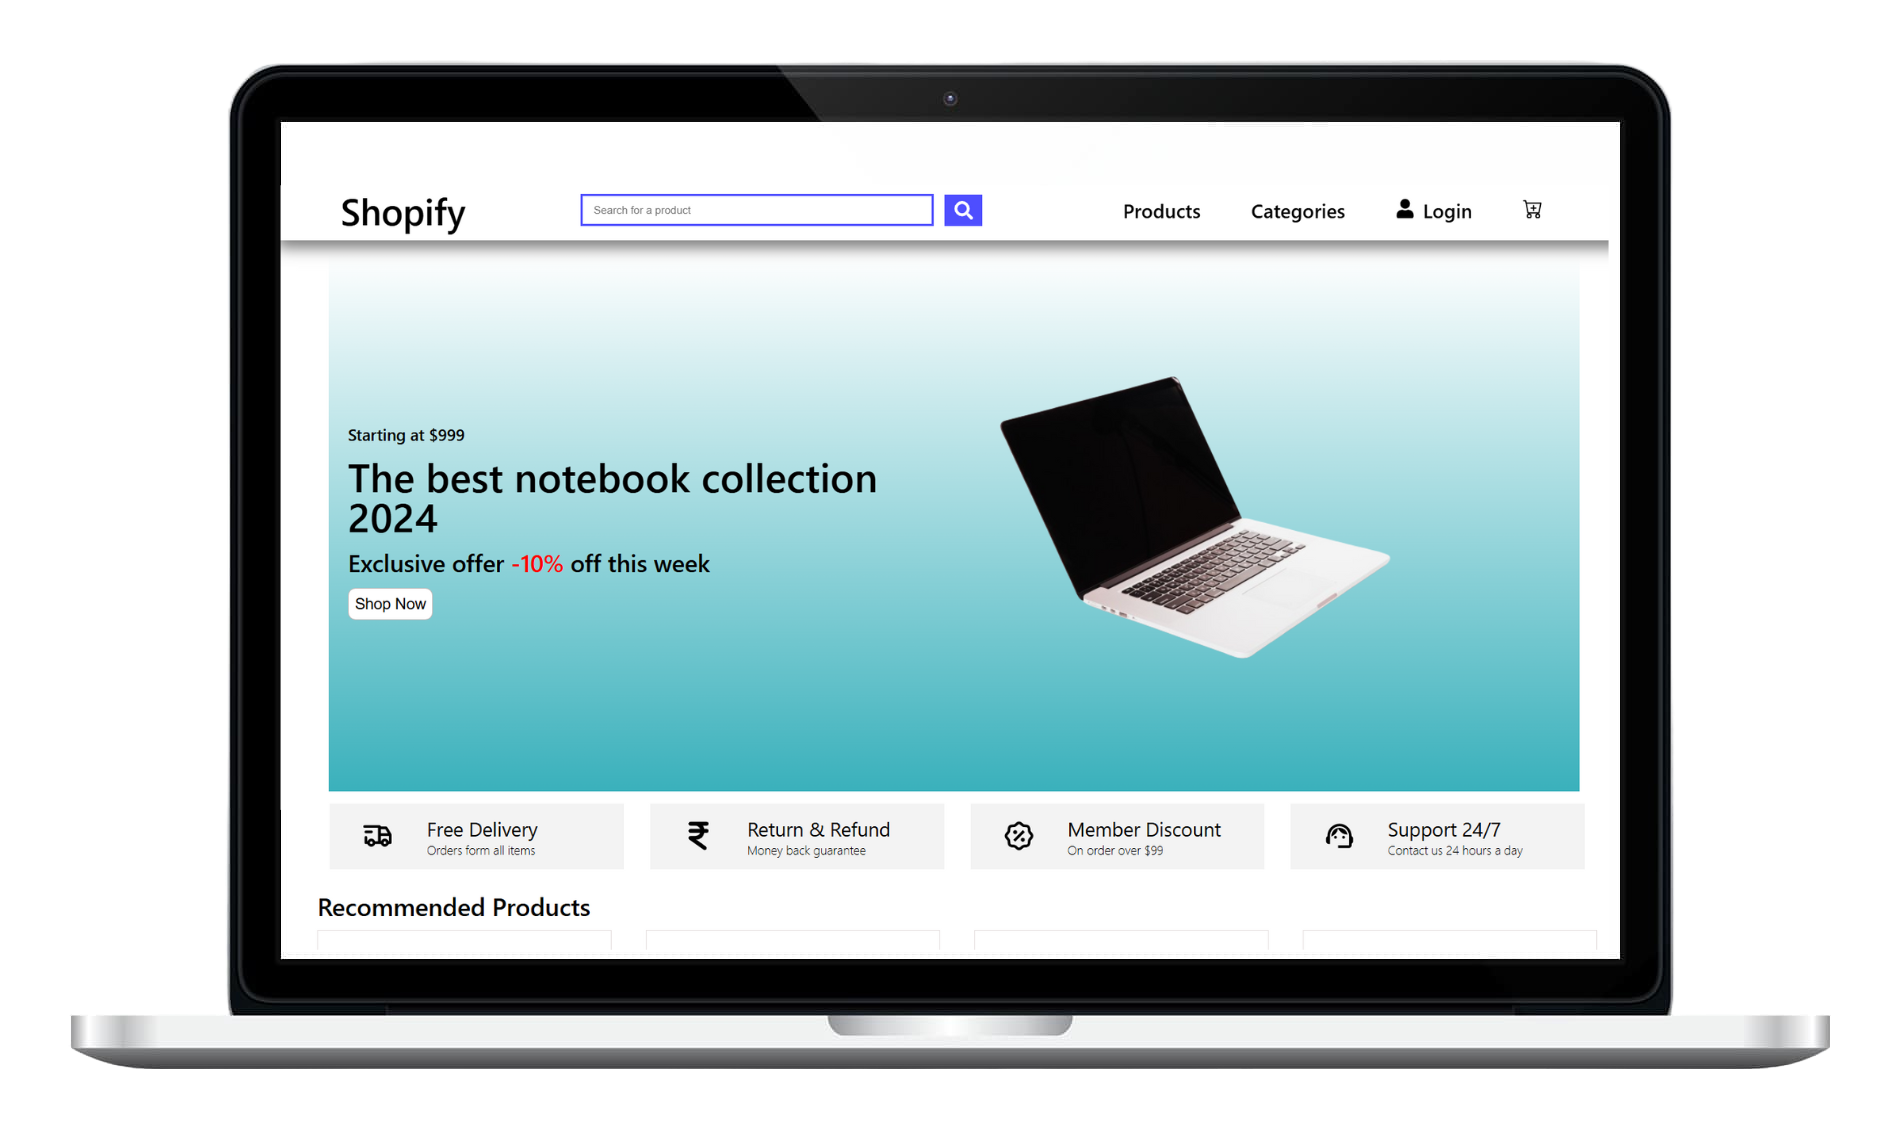 Shopify
Search for a product
Products
Categories
Login
Starting at $999
The best notebook collection
2024
Exclusive offer -10% off this week
Shop Now
Free Delivery
Orders form all items
Return & Refund
Money back guarantee
Member Discount
On order over $99
Support 24/7
Contact us 24 hours a day
Recommended Products